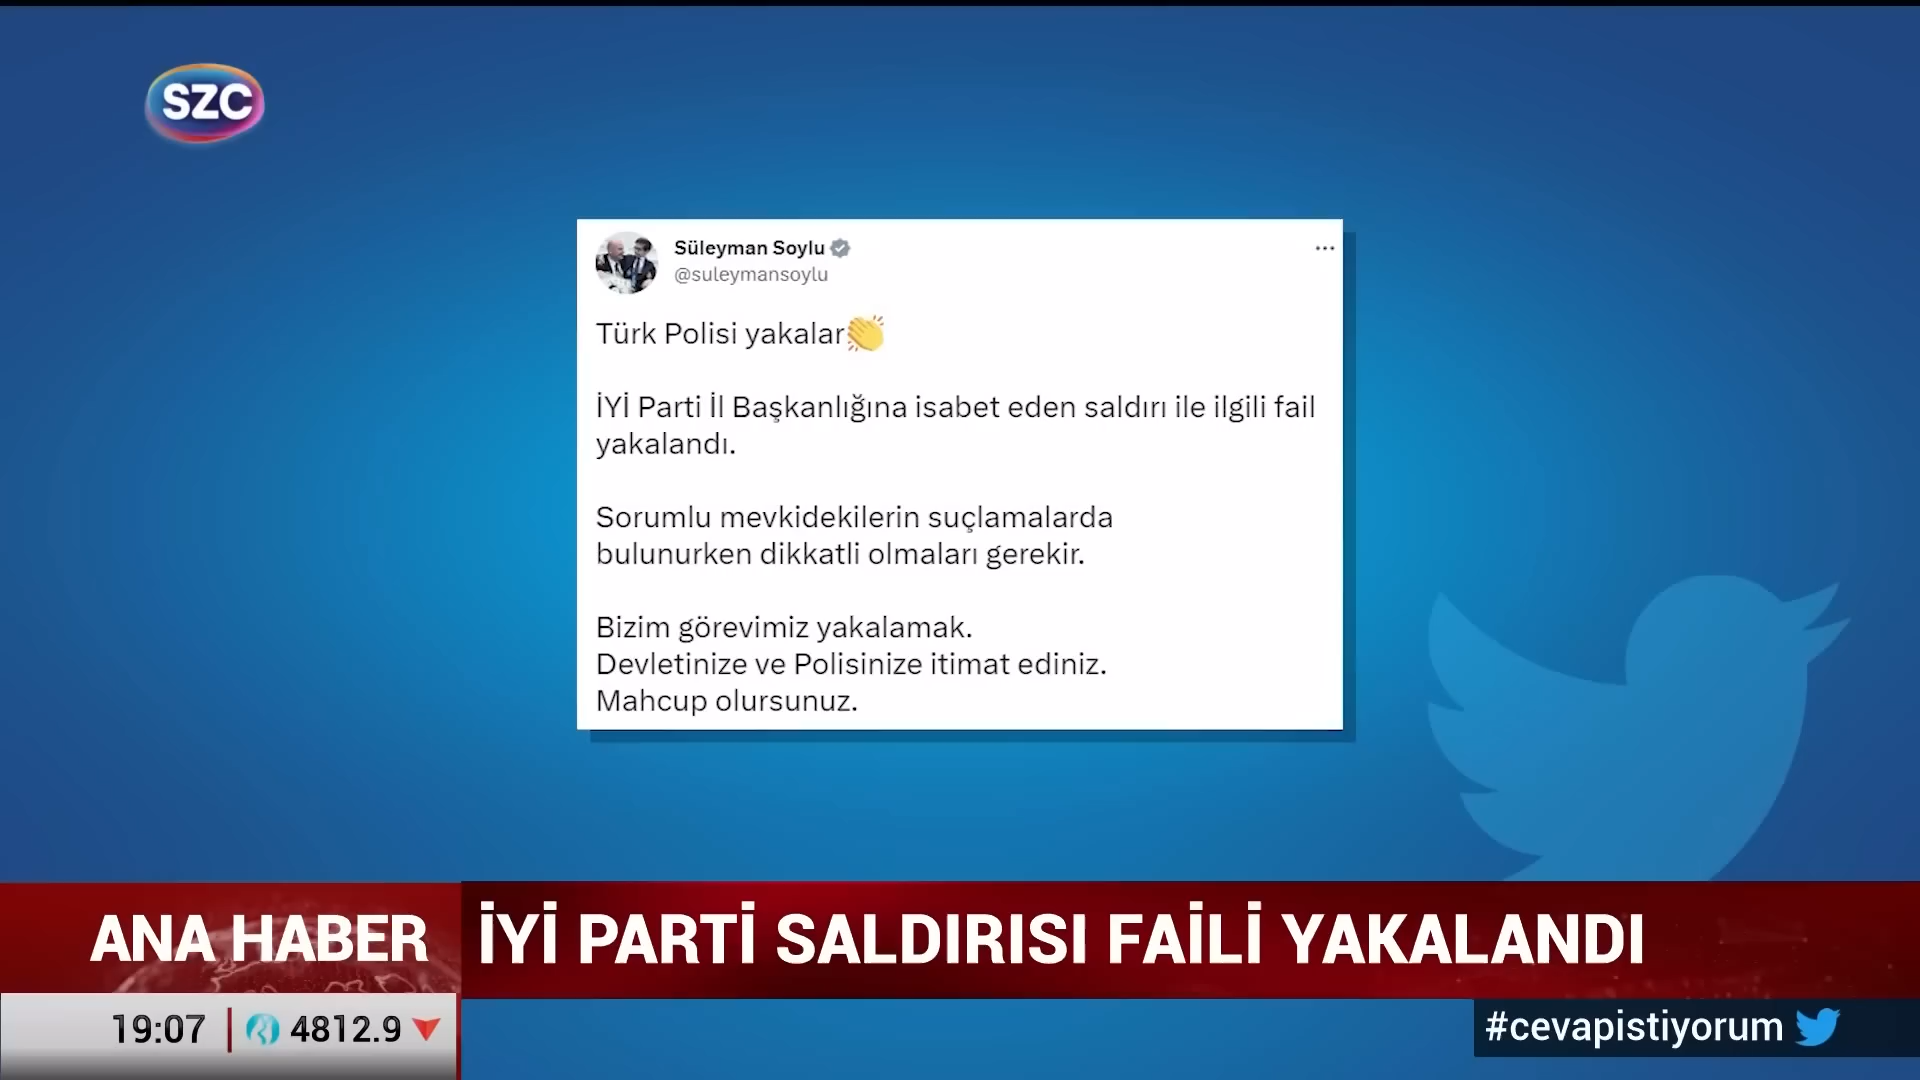 SZC
Süleyman Soylu
@suleymansoylu
Türk Polisi yakalar👏
İYİ Parti İl Başkanlığına isabet eden saldırı ile ilgili fail
yakalandı.
Sorumlu mevkidekilerin suçlamalarda
bulunurken dikkatli olmaları gerekir.
Bizim görevimiz yakalamak.
Devletinize ve Polisinize itimat ediniz.
Mahcup olursunuz.
ANA HABER
İYİ PARTİ SALDIRISI FAİLİ YAKALANDI
19:07
4812.9
#cevapistiyorum